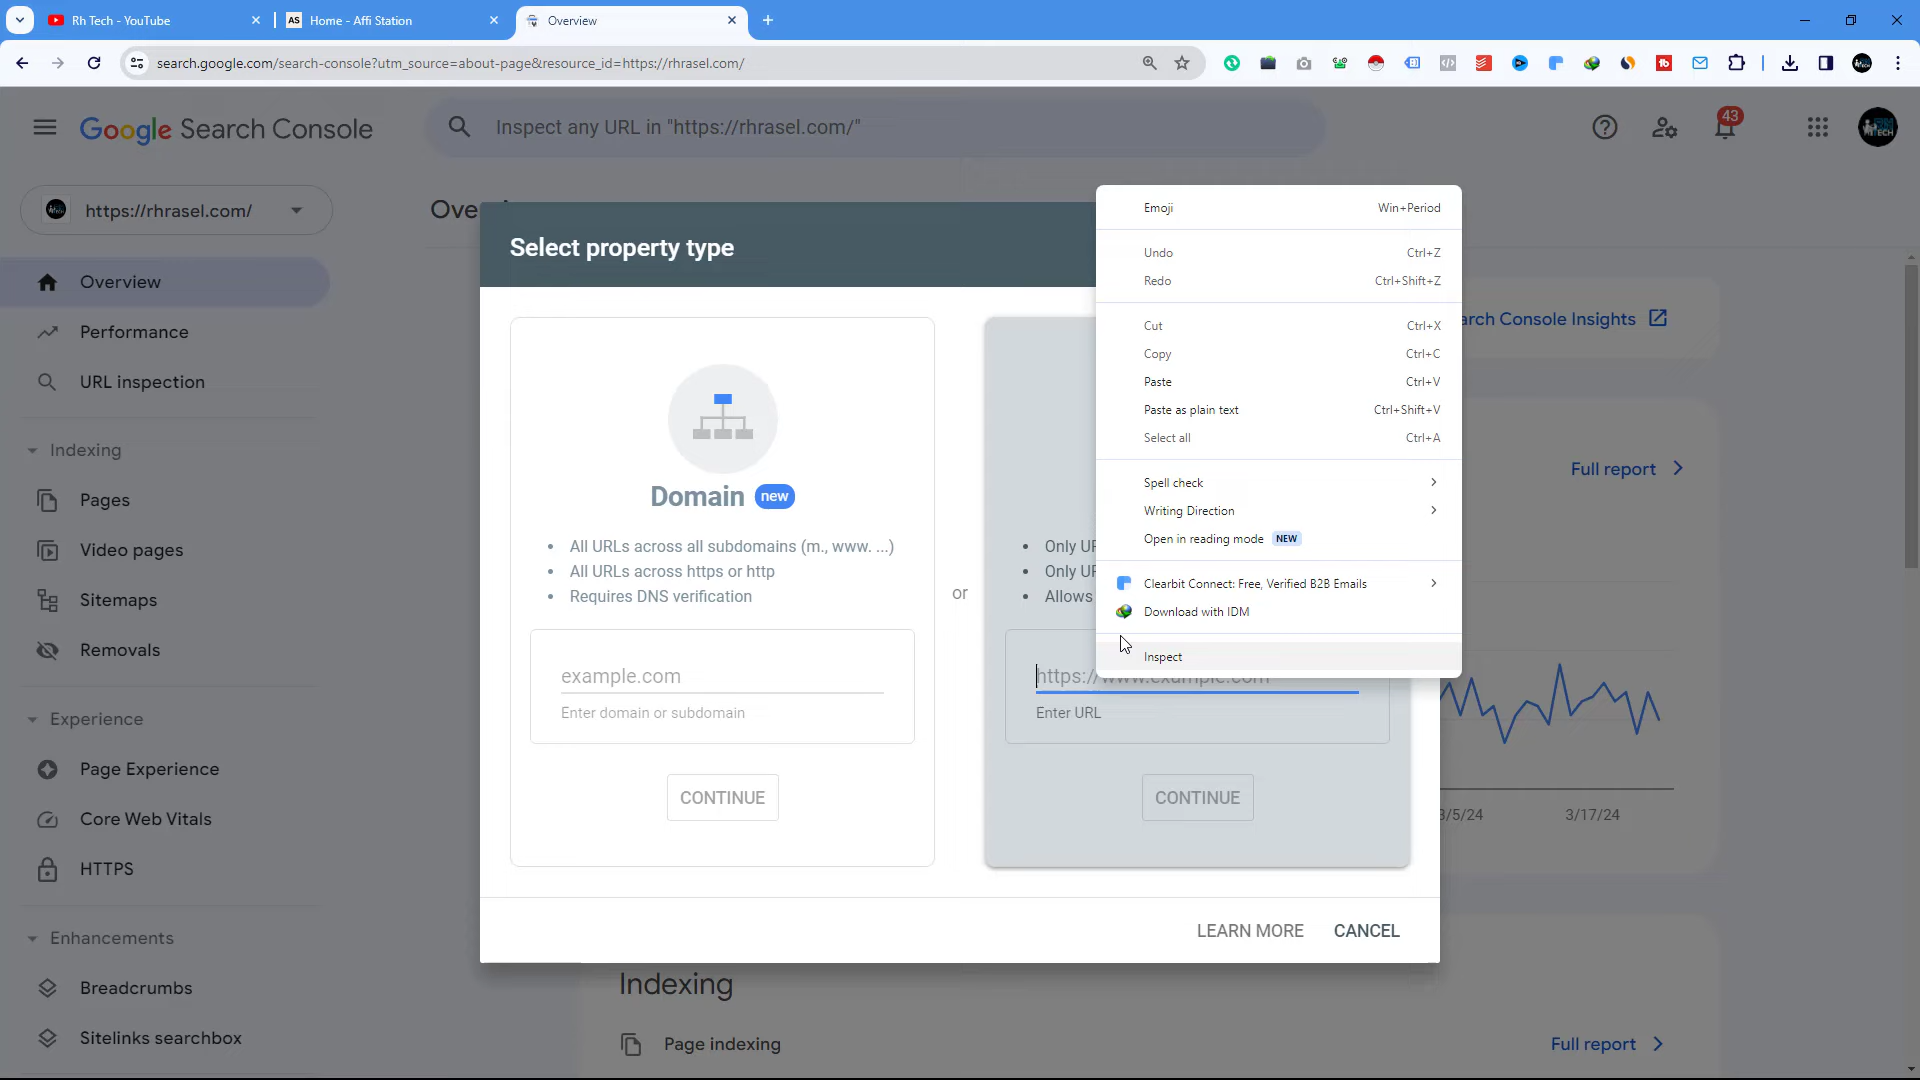 Rh Tech - YouTube
AS Home - Affi Station
Overview
search.google.com/search-console?utm_source=about-page&resource_id=https://rhrasel.com/
Google Search Console
Inspect any URL in "https://rhrasel.com/"
43
https://rhrasel.com/
Overview
Performance
URL inspection
Indexing
Pages
Video pages
Sitemaps
Removals
Experience
Page Experience
Core Web Vitals
HTTPS
Enhancements
Breadcrumbs
Sitelinks searchbox
Ove
Select property type
Domain new
All URLs across all subdomains (m., www. ...)
All URLs across https or http
Requires DNS verification
example.com
Enter domain or subdomain
CONTINUE
or
Only UR
Only UR
Allows
https://www.example.com
Enter URL
CONTINUE
LEARN MORE
CANCEL
Emoji Win+Period
Undo Ctrl+Z
Redo Ctrl+Shift+Z
Cut Ctrl+X
Copy Ctrl+C
Paste Ctrl+V
Paste as plain text Ctrl+Shift+V
Select all Ctrl+A
Spell check
Writing Direction
Open in reading mode NEW
Clearbit Connect: Free, Verified B2B Emails
Download with IDM
Inspect
arch Console Insights
Full report
3/5/24
3/17/24
Indexing
Page indexing
Full report